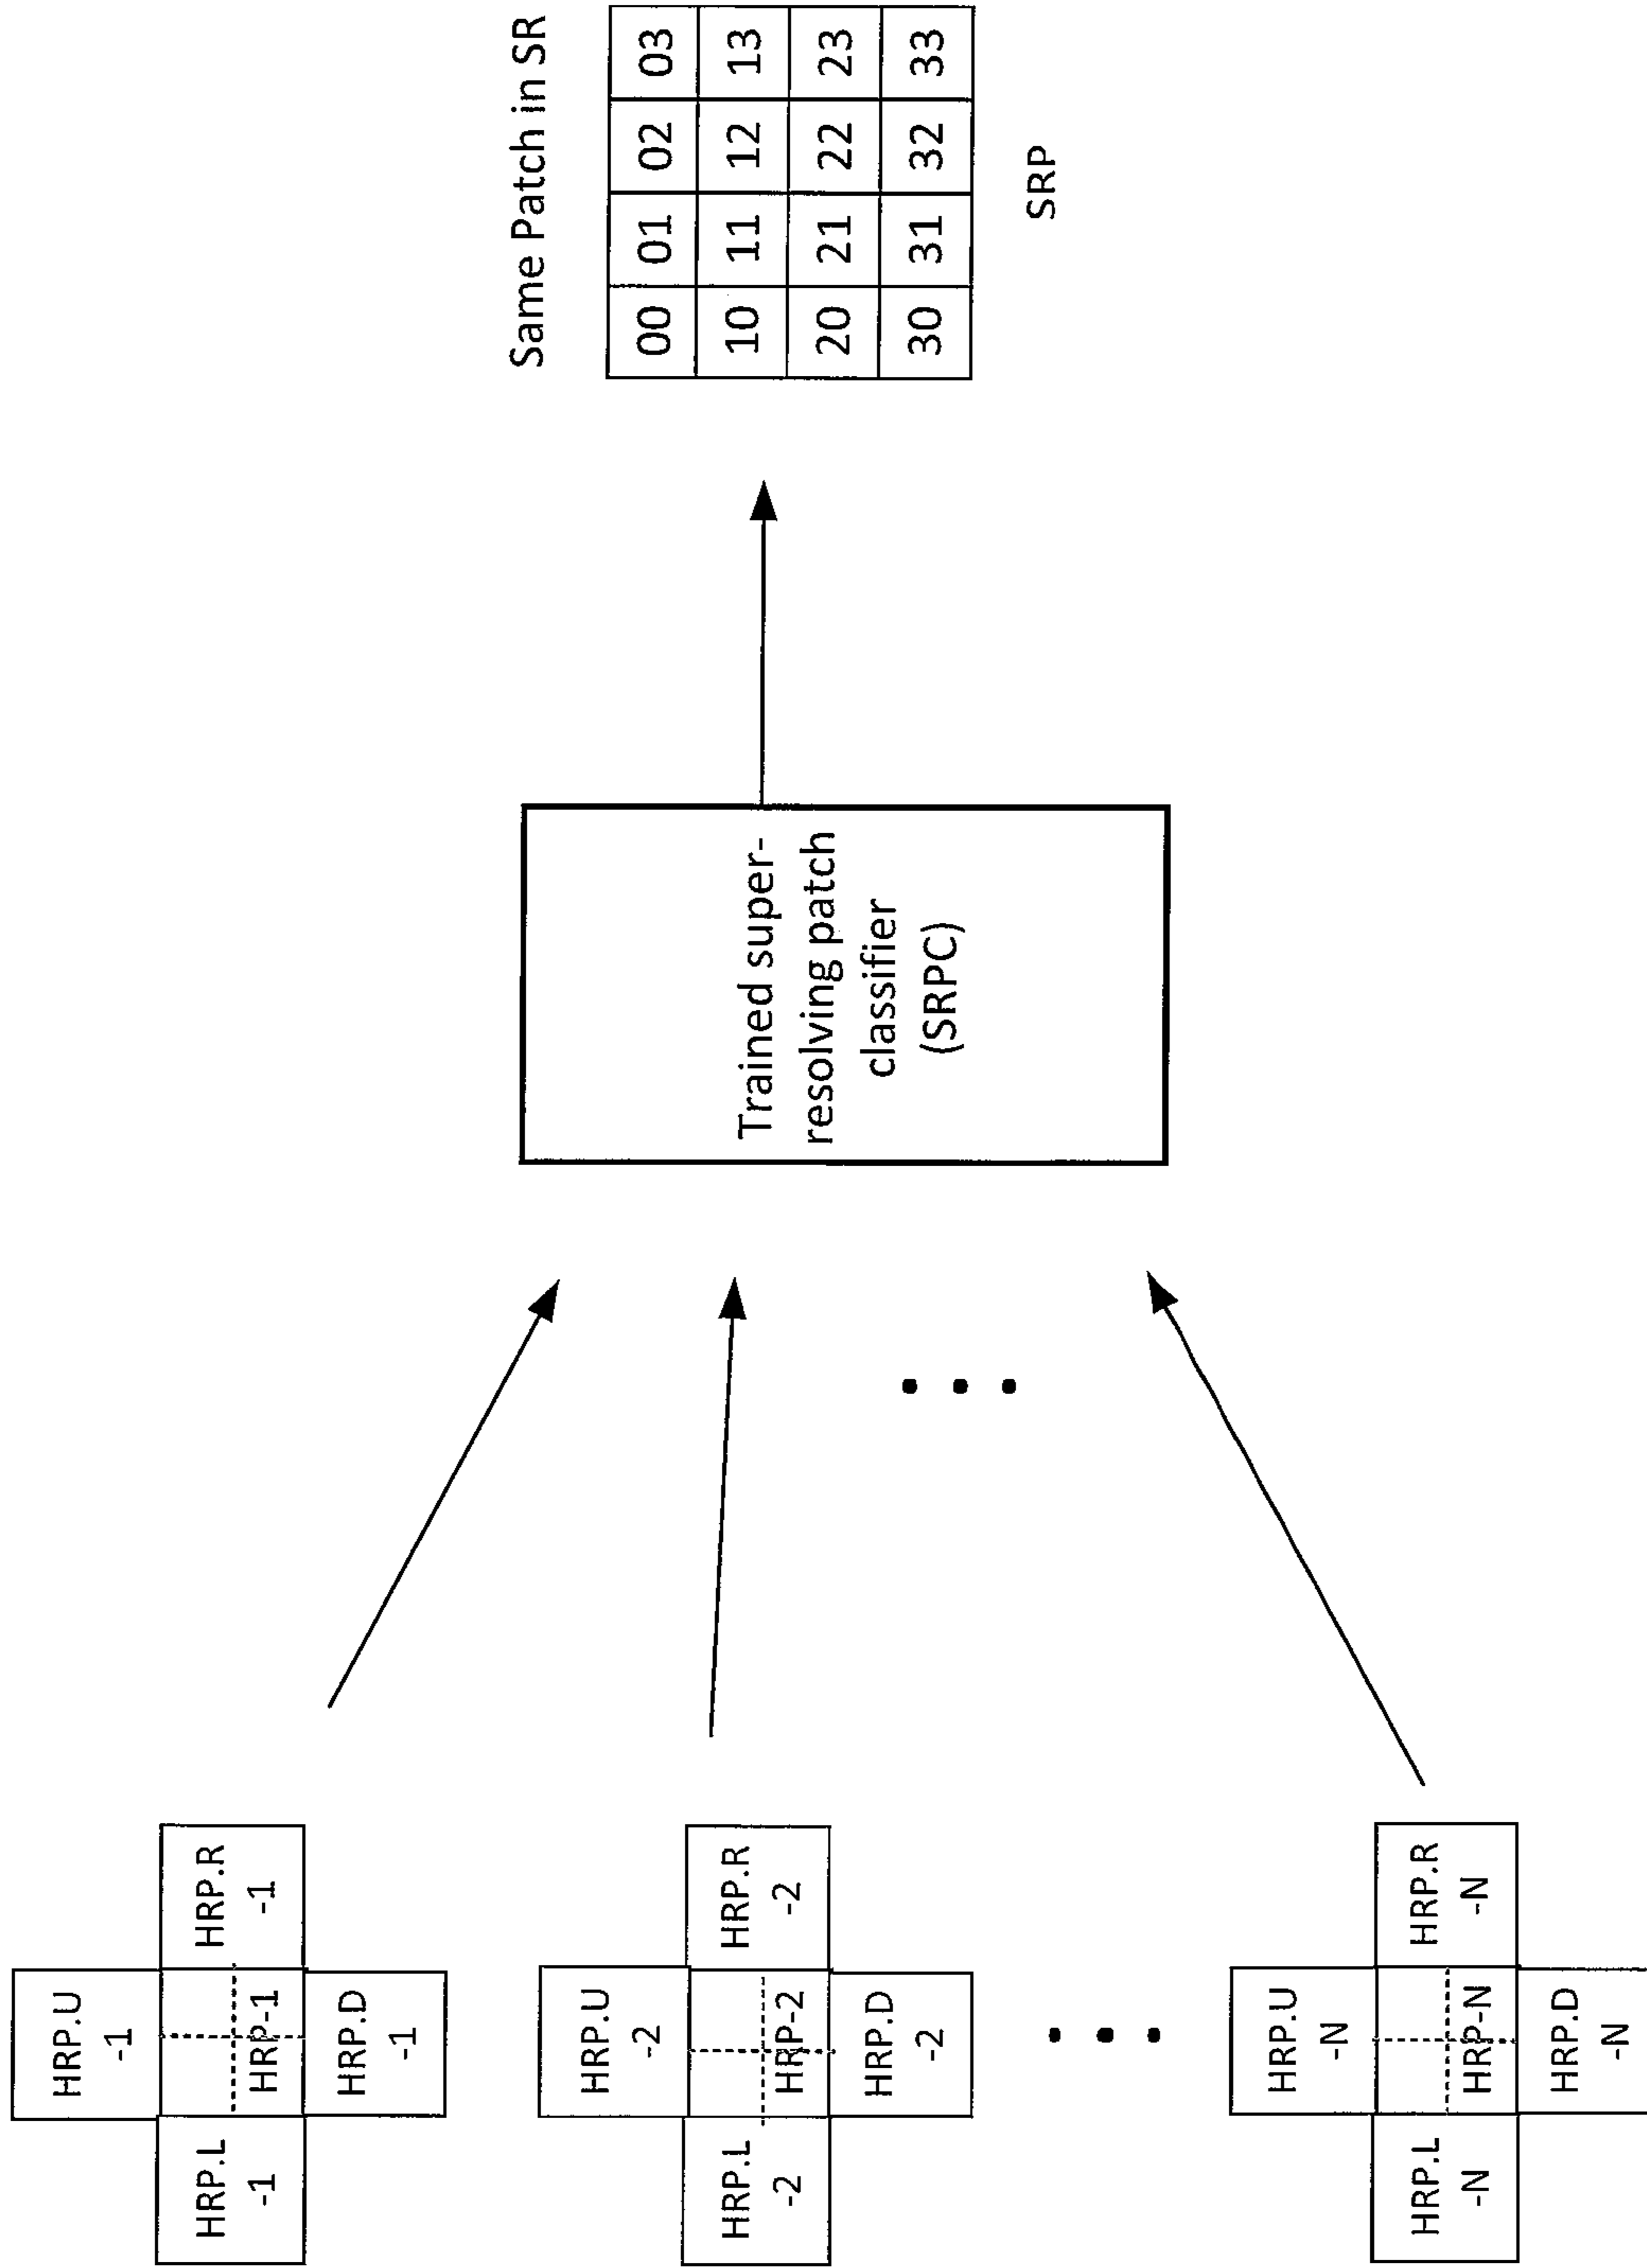 HRP.U
-1
HRP.L
-1
HRP-1
HRP.R
-1
HRP.D
-1
HRP.U
-2
HRP.L
-2
HRP-2
HRP.R
-2
HRP.D
-2
HRP.U
-N
HRP.L
-N
HRP-N
HRP.R
-N
HRP.D
-N
Trained super-
resolving patch
classifier
(SRPC)
Same Patch in SR
00 01 02 03
10 11 12 13
20 21 22 23
30 31 32 33
SRP